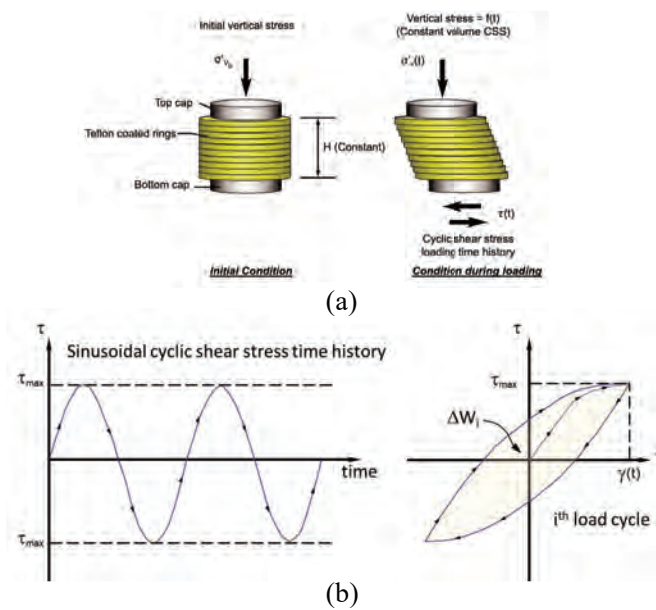 Initial vertical stress
Vertical stress = f(t)
(Constant volume CSS)
σ'v₀
σ'ᵥ(t)
Top cap
Teflon coated rings
H (Constant)
Bottom cap
τ(t)
Cyclic shear stress
loading time history
Initial Condition
Condition during loading
(a)
τ
Sinusoidal cyclic shear stress time history
τmax
time
τmax
τ
τmax
ΔWi
γ(t)
ith load cycle
(b)